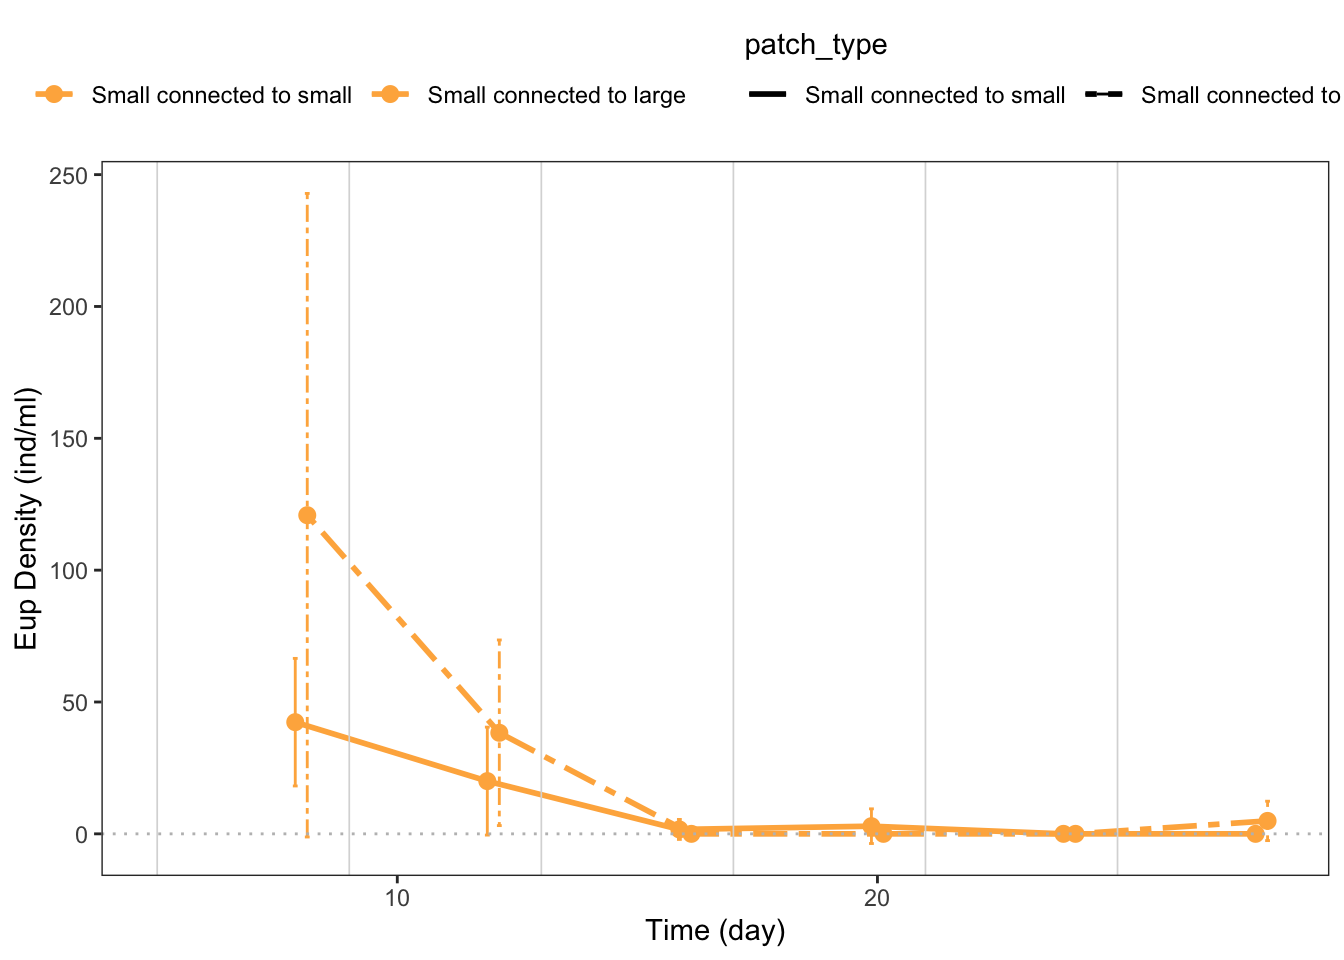 patch_type
Small connected to small Small connected to large Small connected to small Small connected to
250
200
150
100
50
0
Eup Density (ind/ml)
10 20
Time (day)